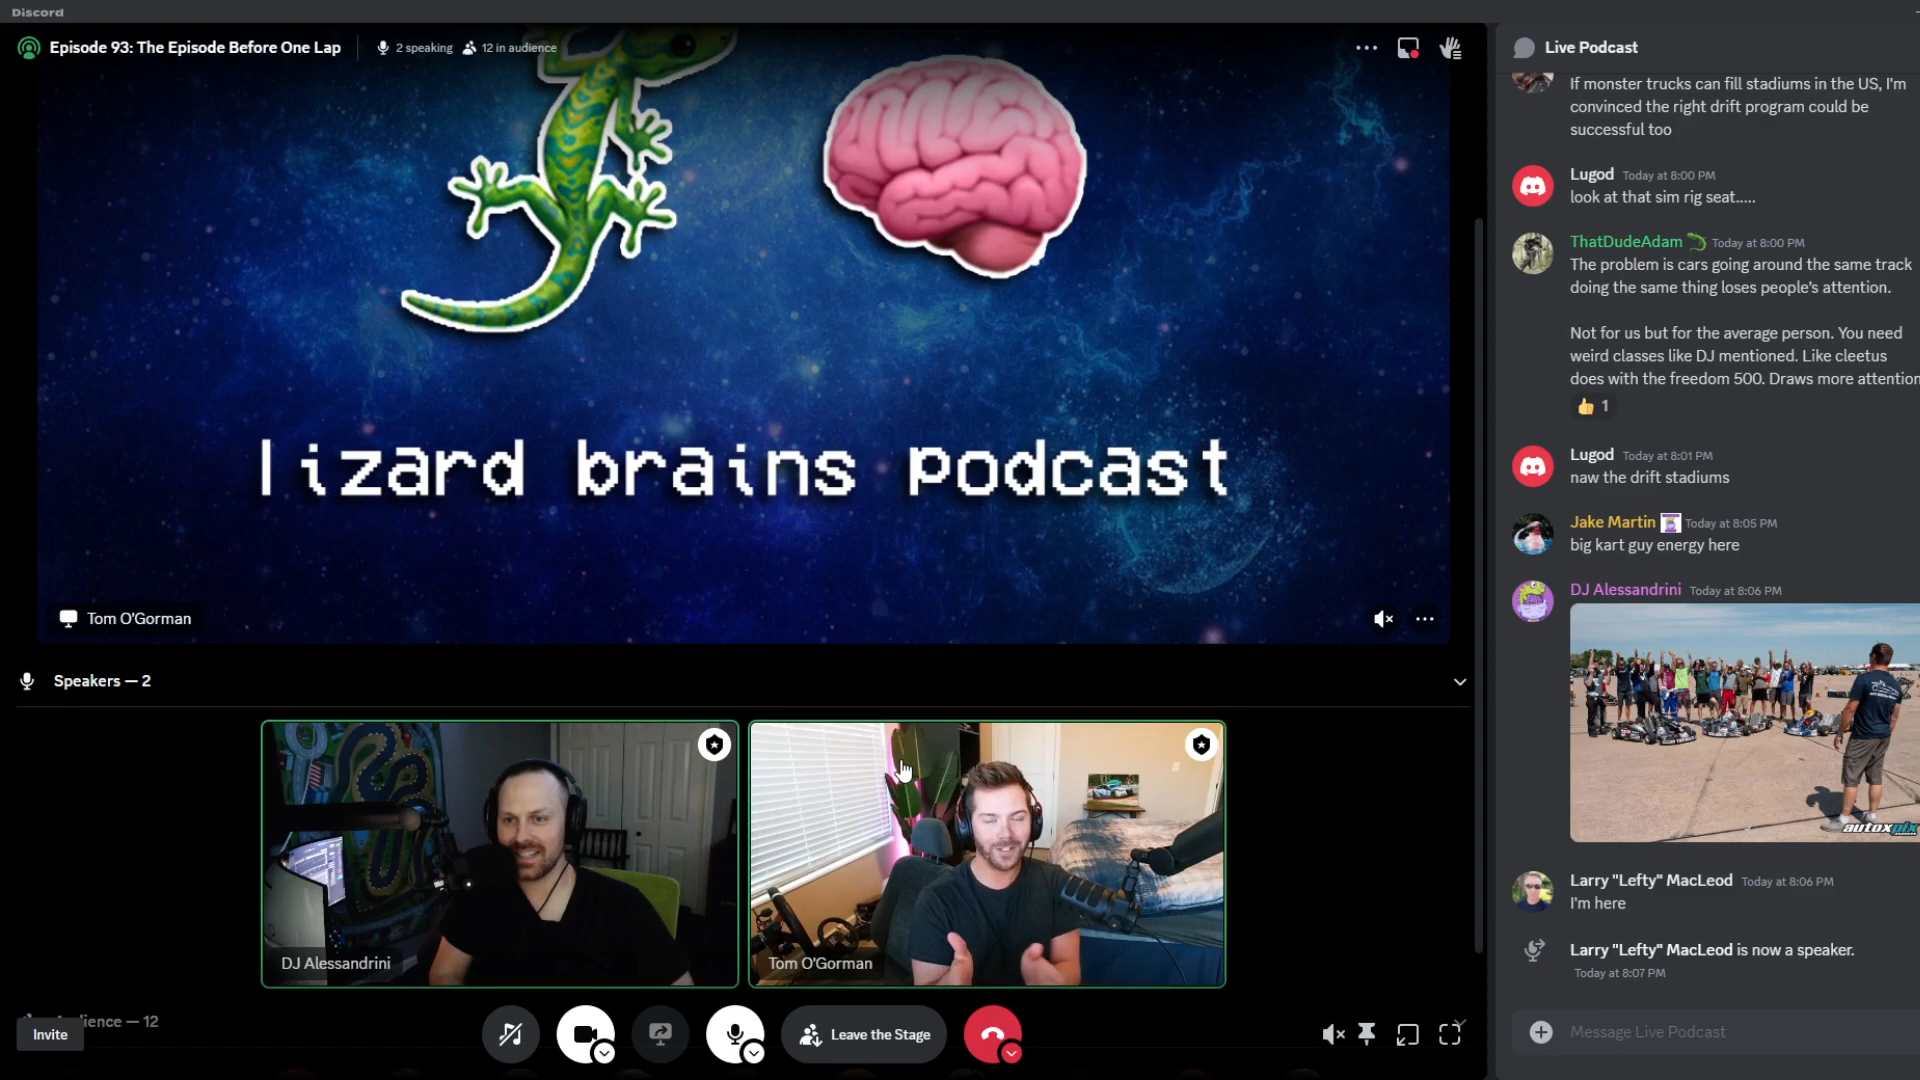 Discord
Episode 93: The Episode Before One Lap
2 speaking
12 in audience
lizard brains podcast
Tom O'Gorman
Speakers — 2
DJ Alessandrini
Tom O'Gorman
Invite
Leave the Stage
Live Podcast
If monster trucks can fill stadiums in the US, I'm
convinced the right drift program could be
successful too
Lugod Today at 8:00 PM
look at that sim rig seat.....
ThatDudeAdam Today at 8:00 PM
The problem is cars going around the same track
doing the same thing loses people's attention.
Not for us but for the average person. You need
weird classes like DJ mentioned. Like cleetus
does with the freedom 500. Draws more attention
1
Lugod Today at 8:01 PM
naw the drift stadiums
Jake Martin Today at 8:05 PM
big kart guy energy here
DJ Alessandrini Today at 8:06 PM
autoxpix
Larry "Lefty" MacLeod Today at 8:06 PM
I'm here
Larry "Lefty" MacLeod is now a speaker.
Today at 8:07 PM
Message Live Podcast